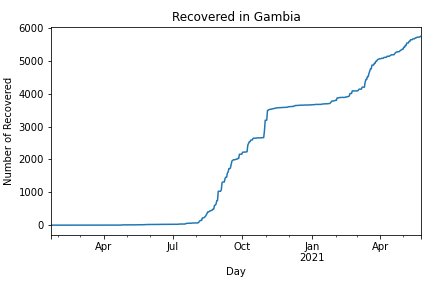 Recovered in Gambia
Number of Recovered
6000
5000
4000
3000
2000
1000
0
Apr
Jul
Oct
Jan
2021
Apr
Day